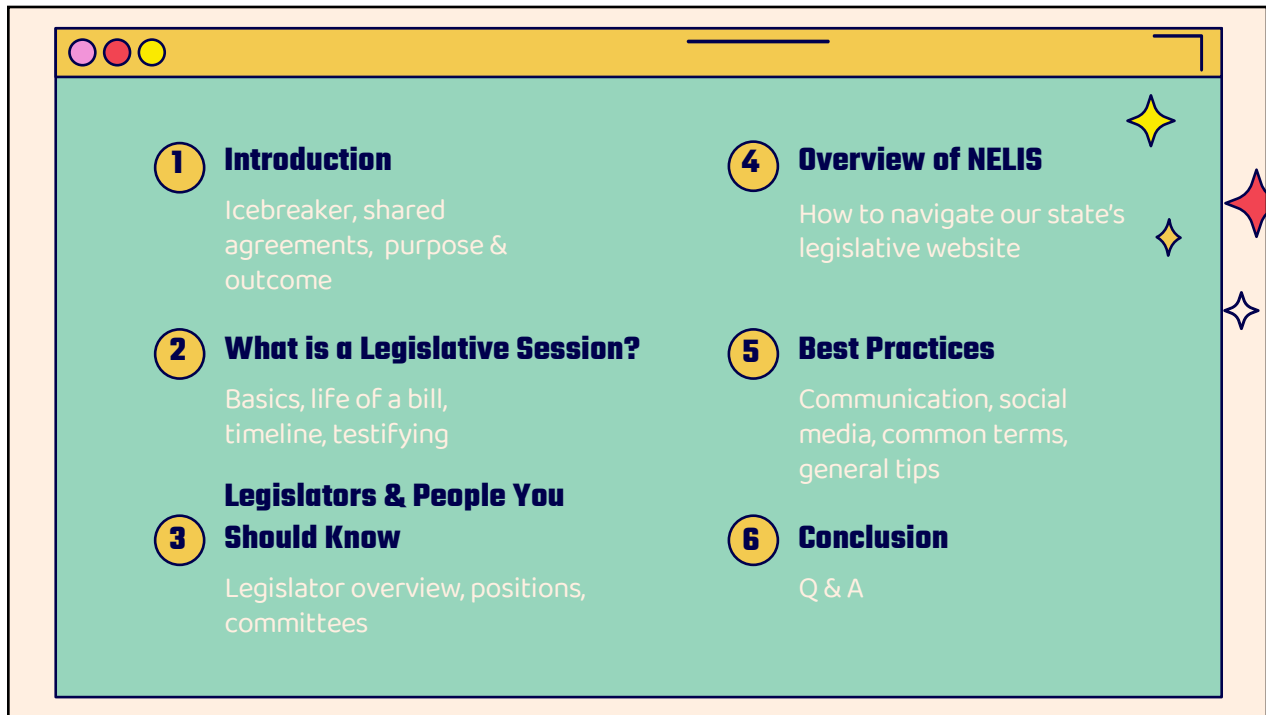 1
Introduction
Icebreaker, shared
agreements,  purpose &
outcome
2
What is a Legislative Session?
Basics, life of a bill,
timeline, testifying
3
Legislators & People You
Should Know
Legislator overview, positions,
committees
4
Overview of NELIS
How to navigate our state's
legislative website
5
Best Practices
Communication, social
media, common terms,
general tips
6
Conclusion
Q & A